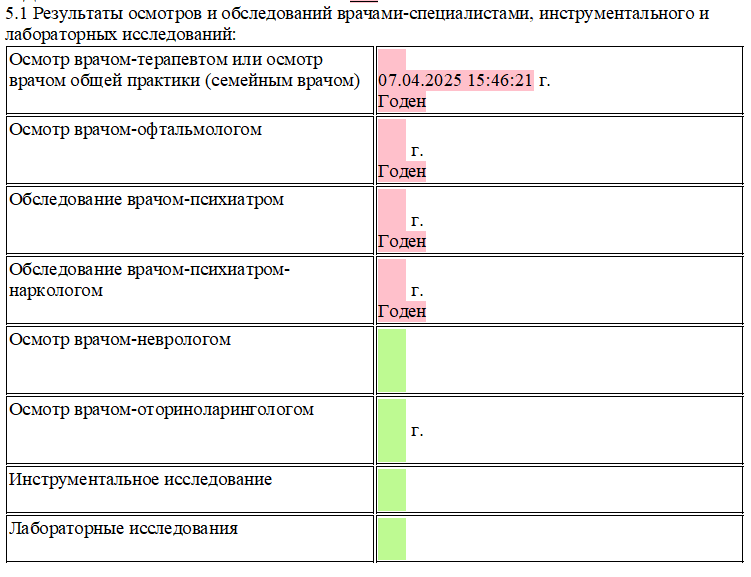 5.1 Результаты осмотров и обследований врачами-специалистами, инструментального и
лабораторных исследований:
Осмотр врачом-терапевтом или осмотр
врачом общей практики (семейным врачом)
07.04.2025 15:46:21 г.
Годен
Осмотр врачом-офтальмологом
г.
Годен
Обследование врачом-психиатром
г.
Годен
Обследование врачом-психиатром-
наркологом
г.
Годен
Осмотр врачом-неврологом
Осмотр врачом-оториноларингологом
г.
Инструментальное исследование
Лабораторные исследования